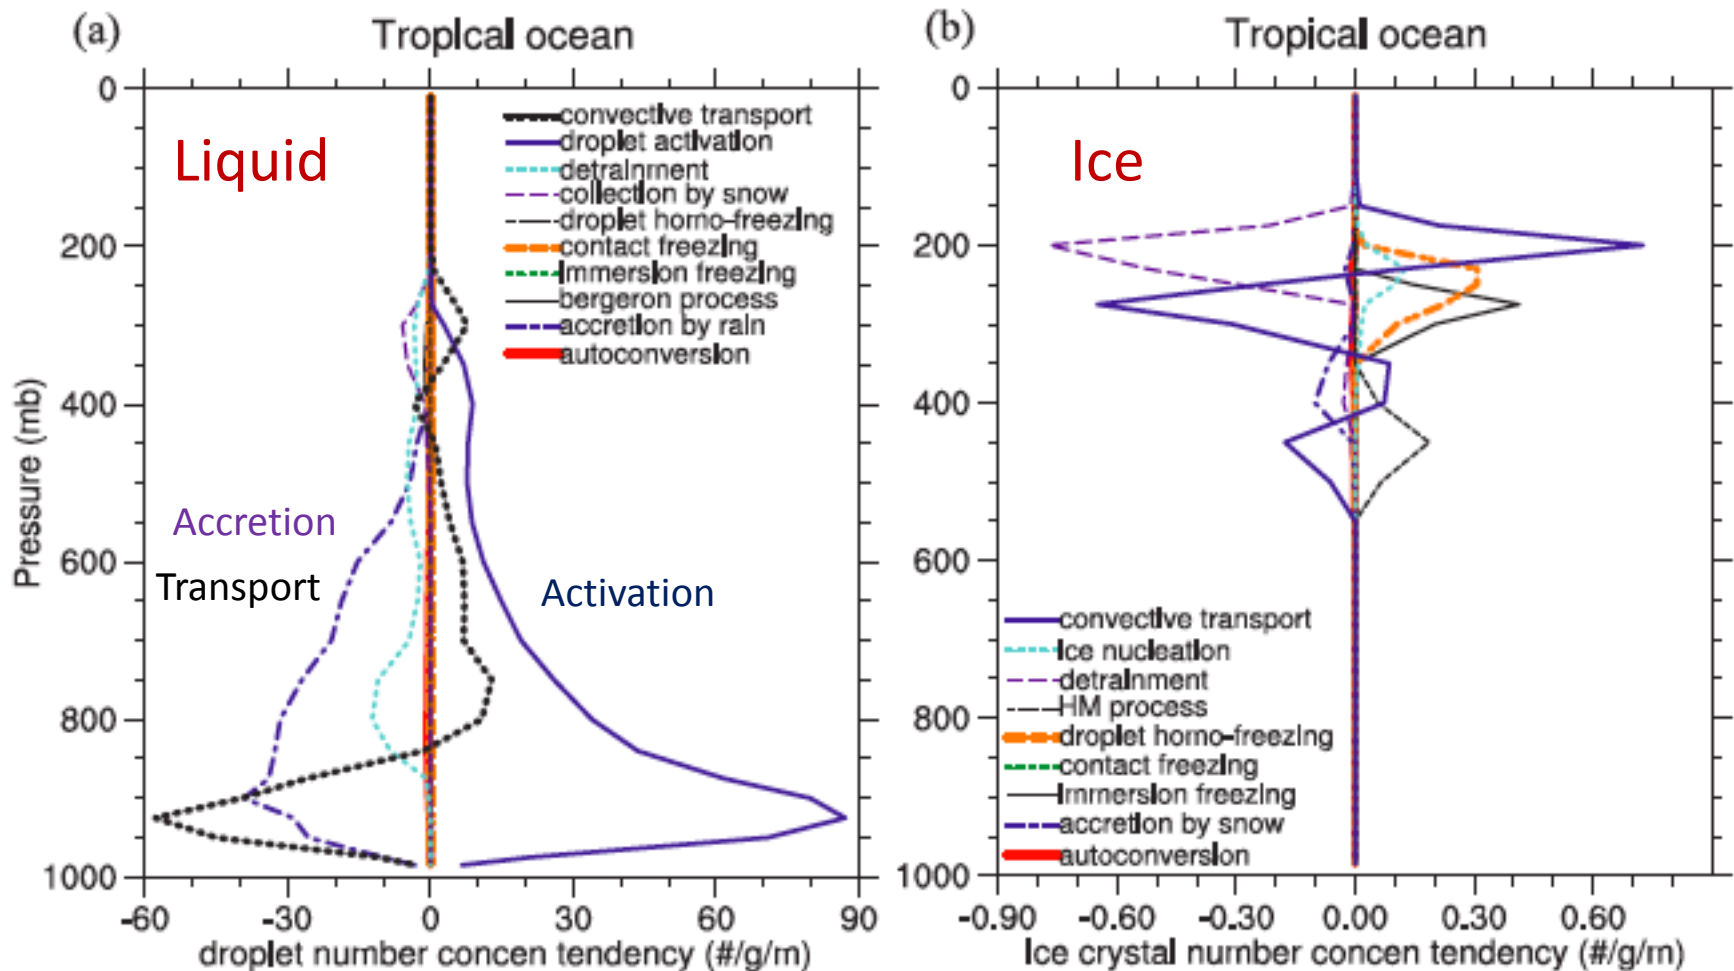 (a) Tropical ocean
0
200
400
600
800
1000
Pressure (mb)
Liquid
convective transport
droplet activation
detrainment
collection by snow
droplet homo-freezing
contact freezing
immersion freezing
bergeron process
accretion by rain
autoconversion
Accretion
Transport
Activation
-60 -30 0 30 60 90
droplet number concen tendency (#/g/m)
(b) Tropical ocean
0
200
400
600
800
1000
Ice
convective transport
Ice nucleation
detrainment
HM process
droplet homo-freezing
contact freezing
immersion freezing
accretion by snow
autoconversion
-0.90 -0.60 -0.30 0.00 0.30 0.60
Ice crystal number concen tendency (#/g/m)